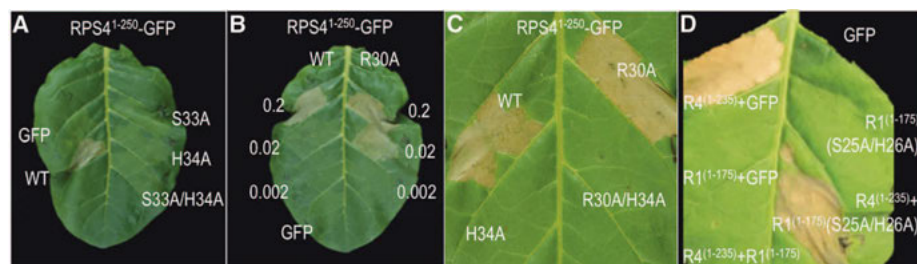 A
RPS4¹⁻²⁵⁰-GFP
GFP
WT
S33A
H34A
S33A/H34A
B
RPS4¹⁻²⁵⁰-GFP
WT
R30A
0.2
0.2
0.02
0.02
0.002
0.002
GFP
C
RPS4¹⁻²⁵⁰-GFP
R30A
WT
R30A/H34A
H34A
D
GFP
R4⁽¹⁻²³⁵⁾+GFP
R1⁽¹⁻¹⁷⁵⁾
(S25A/H26A)
R1⁽¹⁻¹⁷⁵⁾+GFP
R4⁽¹⁻²³⁵⁾+
R1⁽¹⁻¹⁷⁵⁾(S25A/H26A)
R4⁽¹⁻²³⁵⁾+R1⁽¹⁻¹⁷⁵⁾